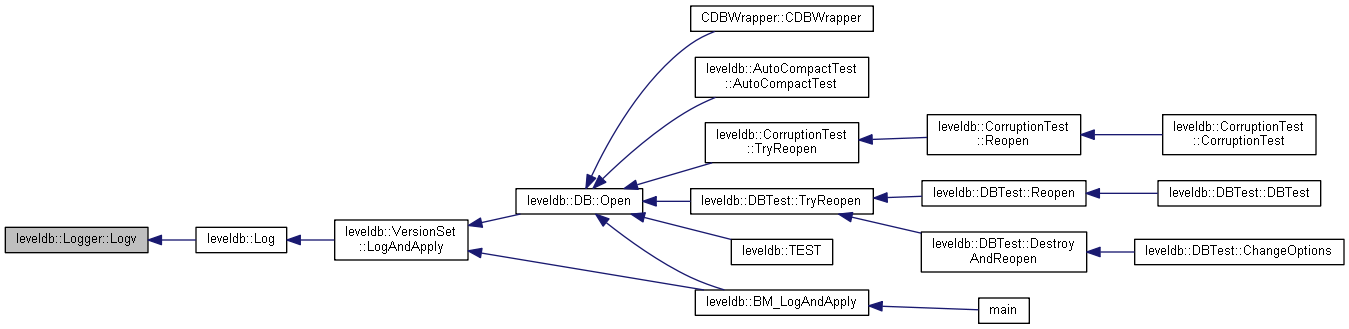 CDBWrapper::CDBWrapper
leveldb::AutoCompactTest
::AutoCompactTest
leveldb::CorruptionTest
::TryReopen
leveldb::CorruptionTest
::Reopen
leveldb::CorruptionTest
::CorruptionTest
leveldb::DB::Open
leveldb::DBTest::TryReopen
leveldb::DBTest::Reopen
leveldb::DBTest::DBTest
leveldb::Logger::Logv
leveldb::Log
leveldb::VersionSet
::LogAndApply
leveldb::TEST
leveldb::DBTest::Destroy
AndReopen
leveldb::DBTest::ChangeOptions
leveldb::BM_LogAndApply
main